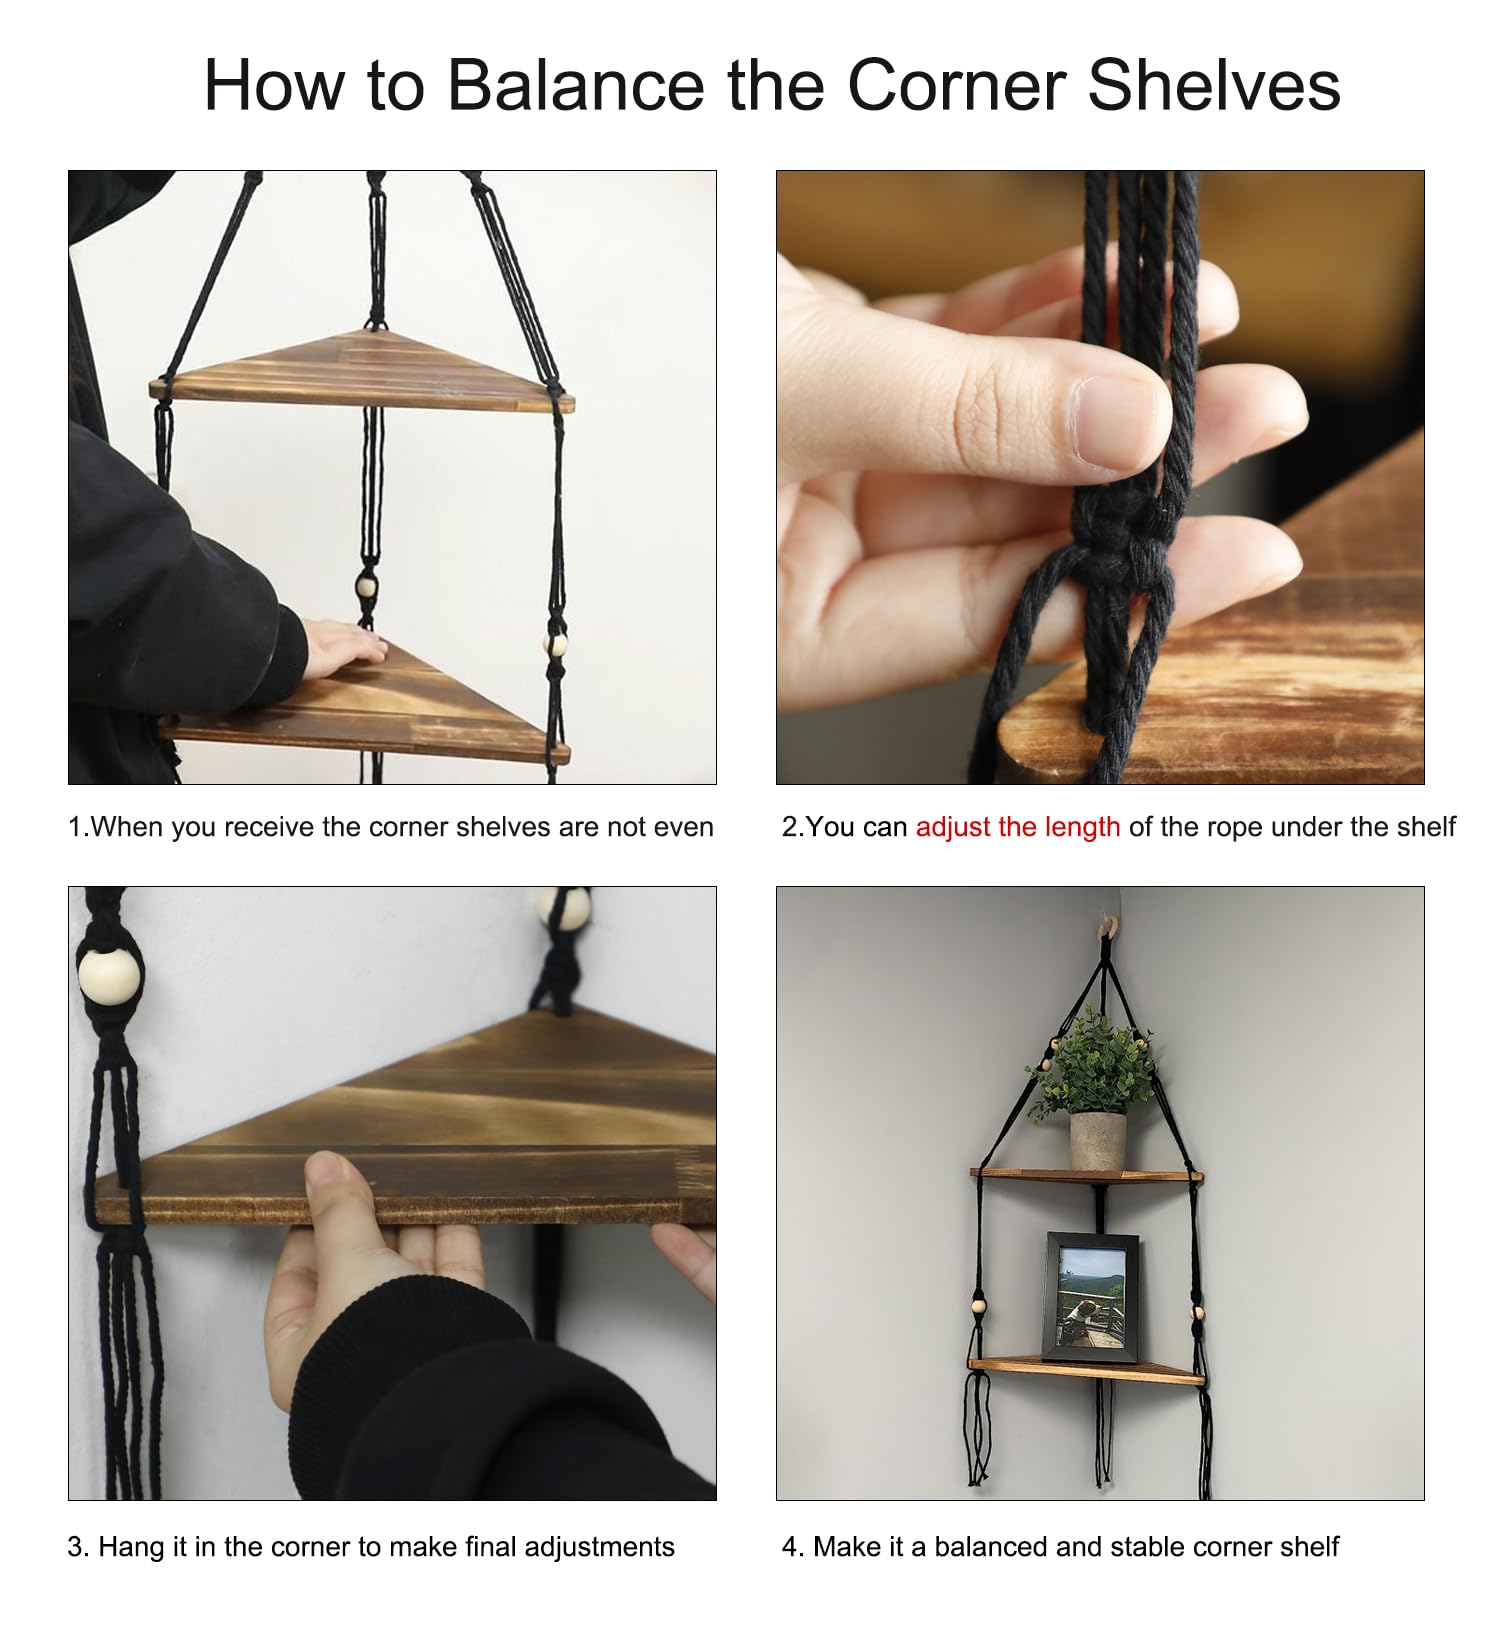 How to Balance the Corner Shelves
1.When you receive the corner shelves are not even
2.You can adjust the length of the rope under the shelf
3. Hang it in the corner to make final adjustments
4. Make it a balanced and stable corner shelf